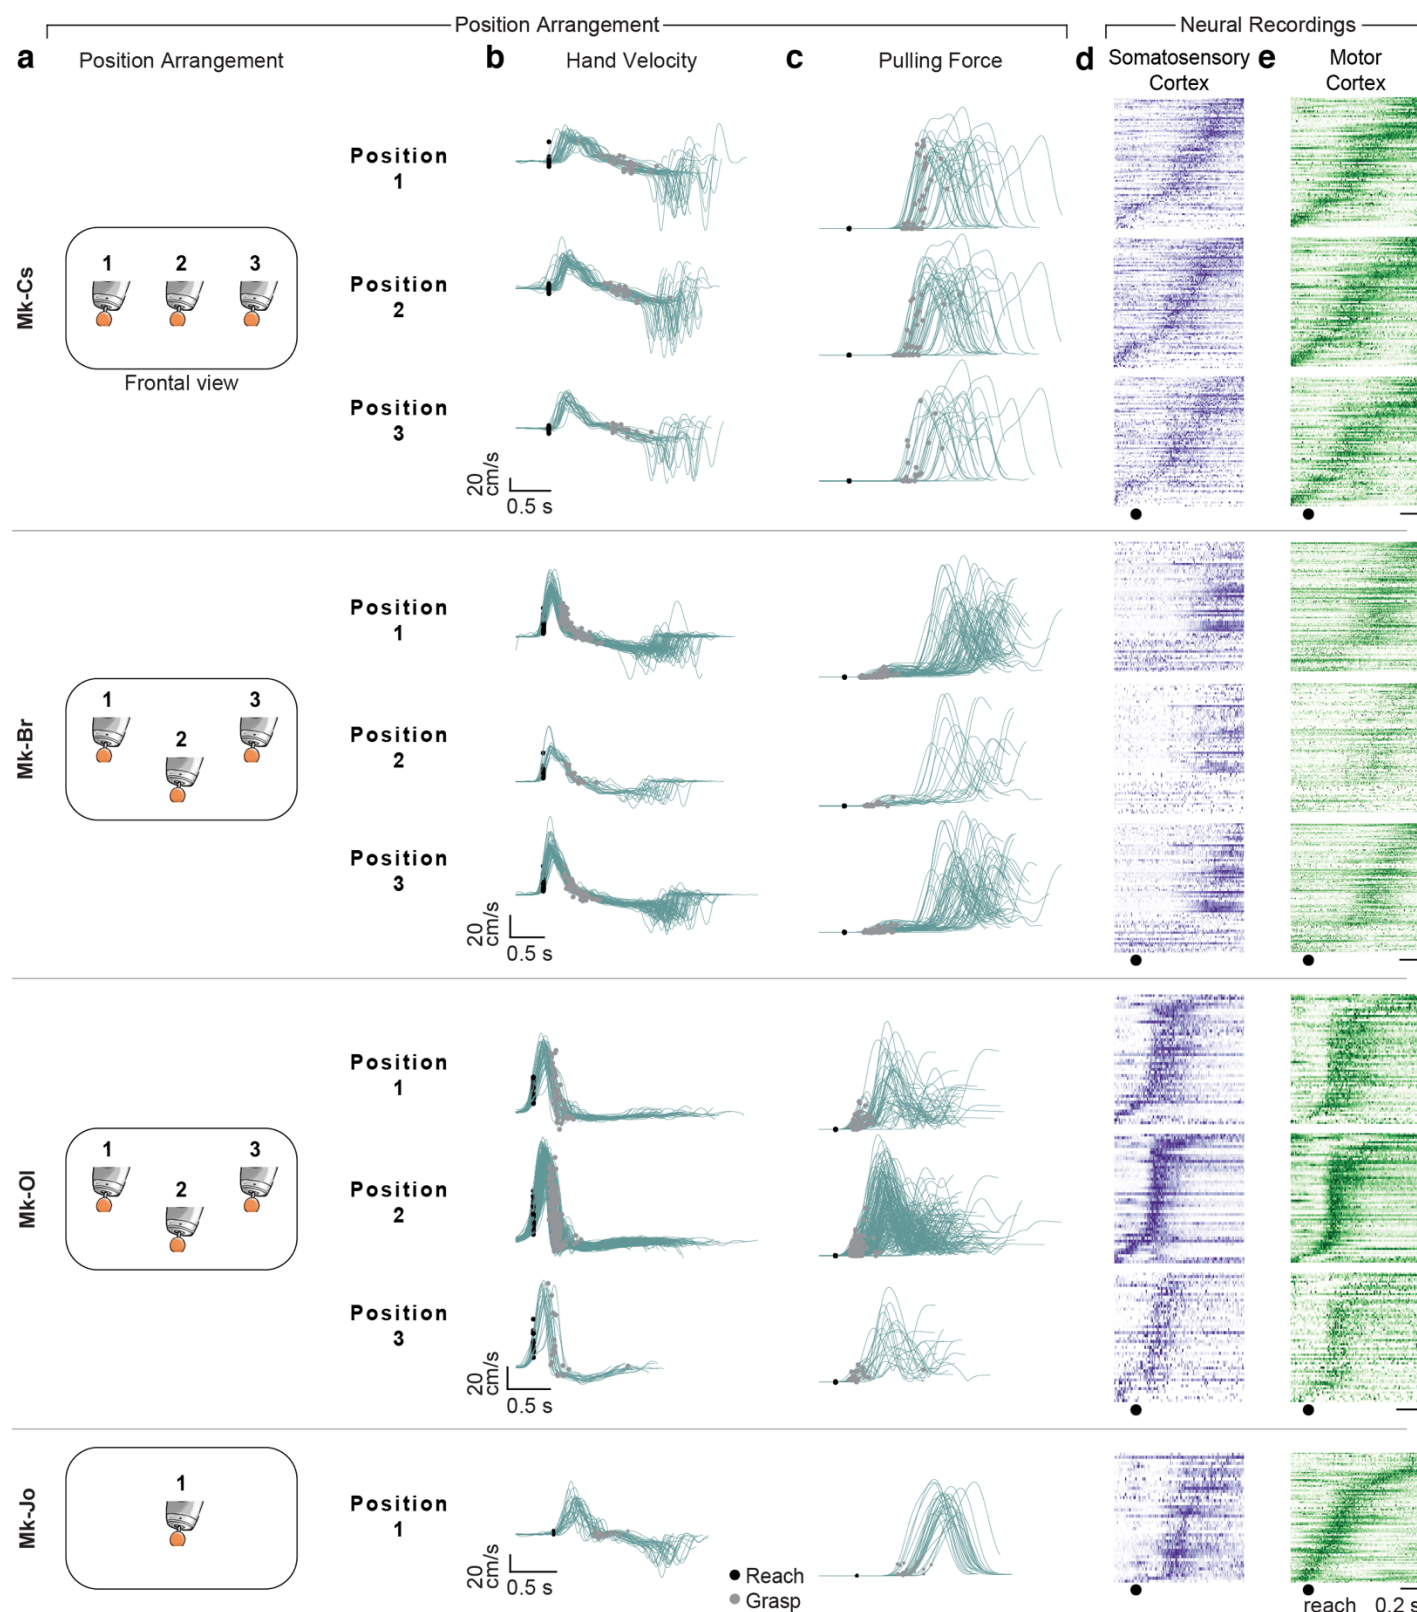 Position Arrangement
Neural Recordings
a Position Arrangement b Hand Velocity c Pulling Force d Somatosensory Cortex e Motor Cortex
Mk-Cs
1 2 3
Frontal view
Position 1
Position 2
Position 3
20 cm/s
0.5 s
Mk-Br
1 2 3
Position 1
Position 2
Position 3
20 cm/s
0.5 s
Mk-Ol
1 2 3
Position 1
Position 2
Position 3
20 cm/s
0.5 s
Mk-Jo
1
Position 1
20 cm/s
0.5 s
Reach
Grasp
reach 0.2 s